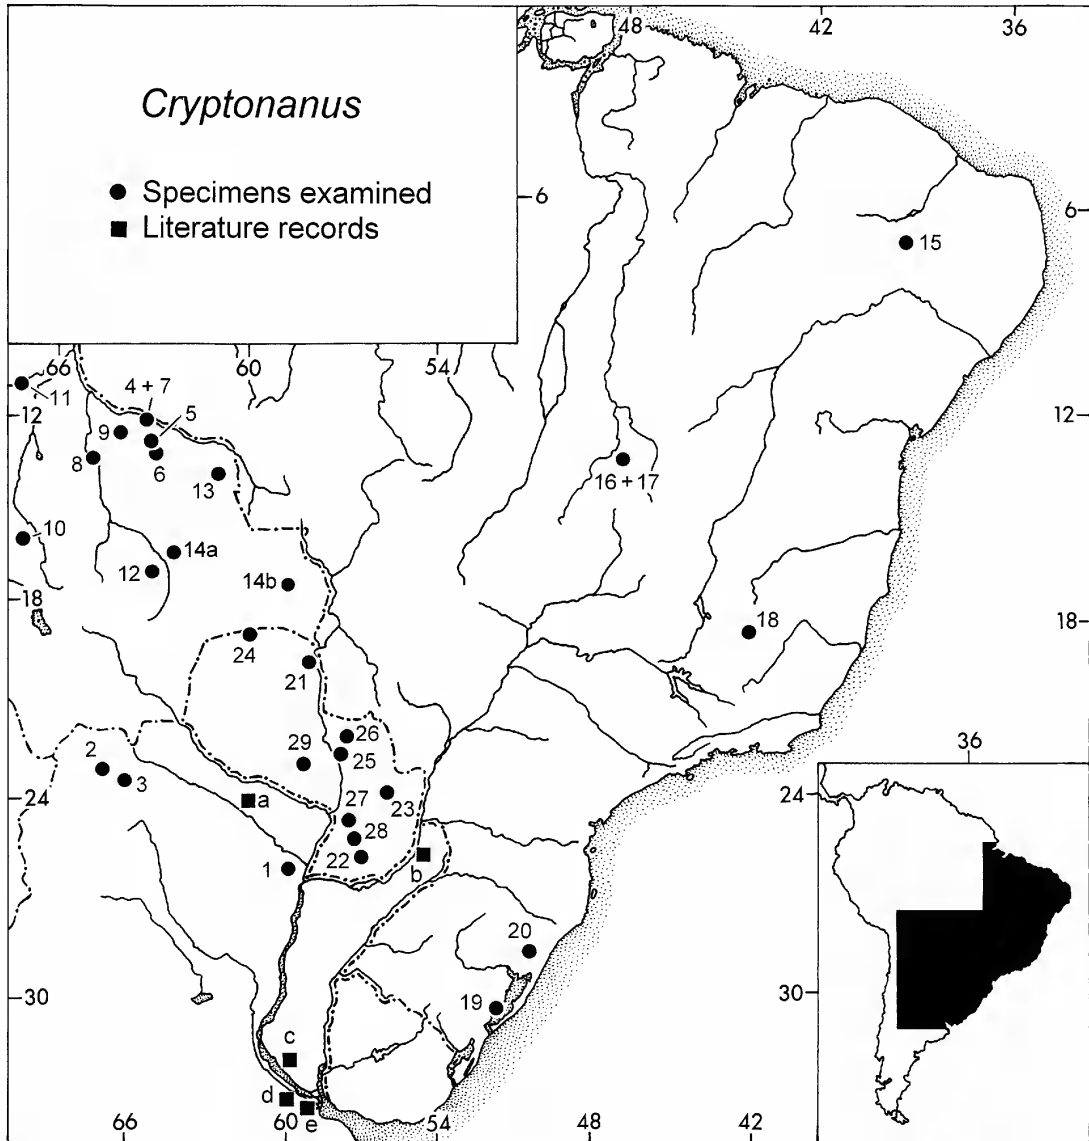 48 42 36
Cryptonanus
Specimens examined
Literature records
6 6
15
66 60 54
11 4 + 7 5
12 12
9
8 6 13
16 + 17
10
14a
12 14b
18 18
18
24
21
26
29 25
36
2
3
24 a 23 24
27
28
22
1 b
20
30 19 30
c
d
e
66 60 54 48 42